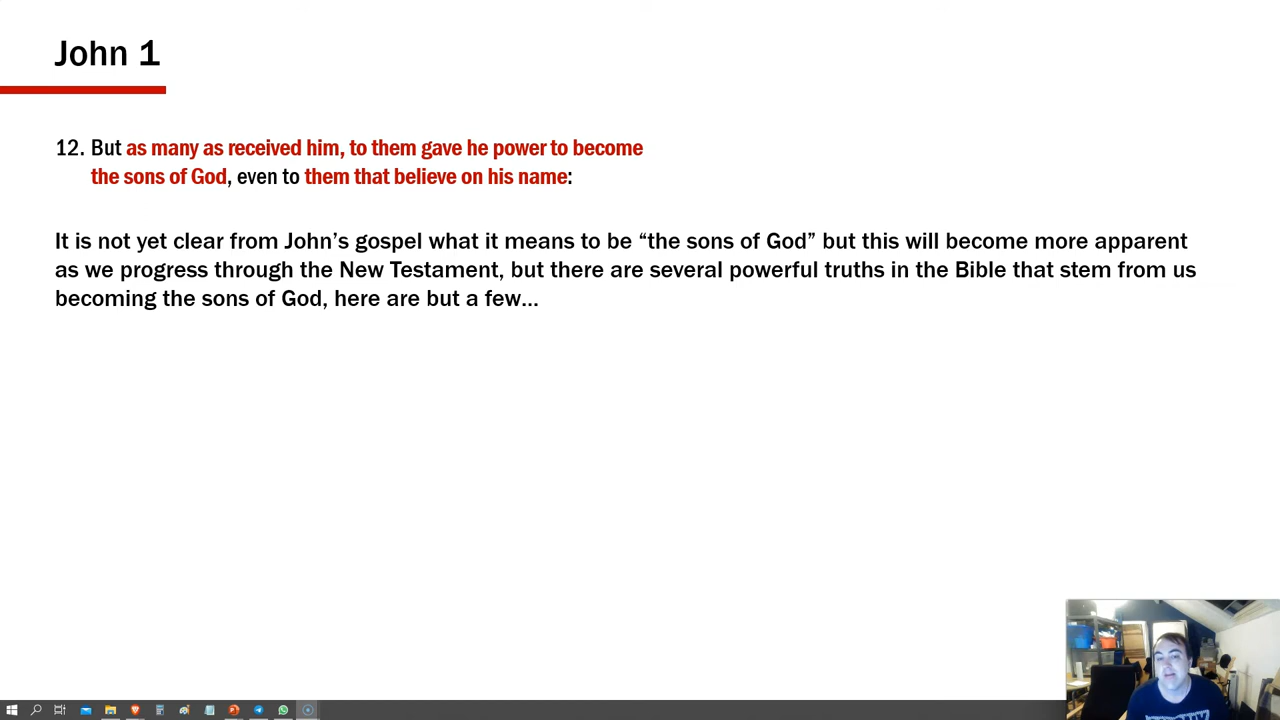 John 1
12. But as many as received him, to them gave he power to become
the sons of God, even to them that believe on his name:
It is not yet clear from John’s gospel what it means to be “the sons of God” but this will become more apparent
as we progress through the New Testament, but there are several powerful truths in the Bible that stem from us
becoming the sons of God, here are but a few...